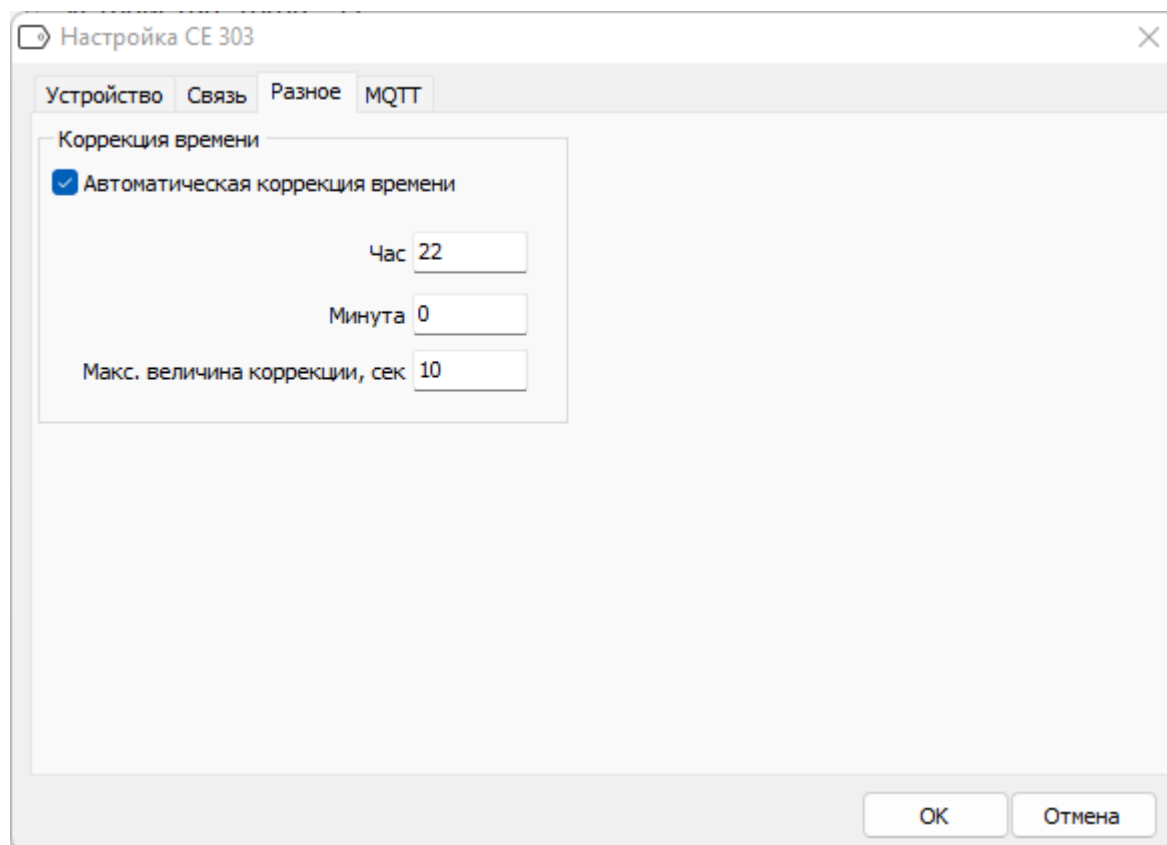 Настройка CE 303
Устройство Связь Разное MQTT
Коррекция времени
Автоматическая коррекция времени
Час 22
Минута 0
Макс. величина коррекции, сек 10
OK Отмена